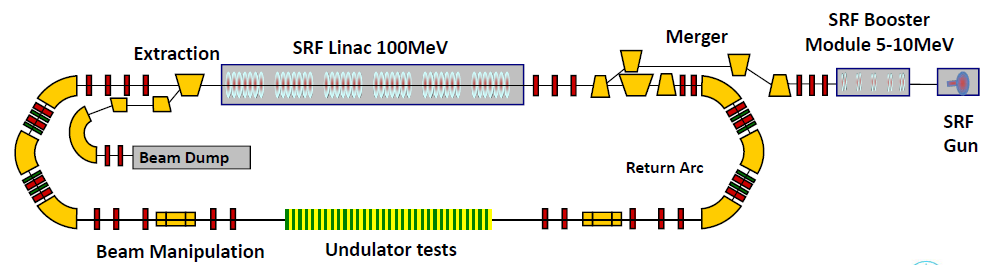 Extraction
SRF Linac 100MeV
Merger
SRF Booster
Module 5-10MeV
SRF
Gun
Beam Dump
Return Arc
Beam Manipulation
Undulator tests